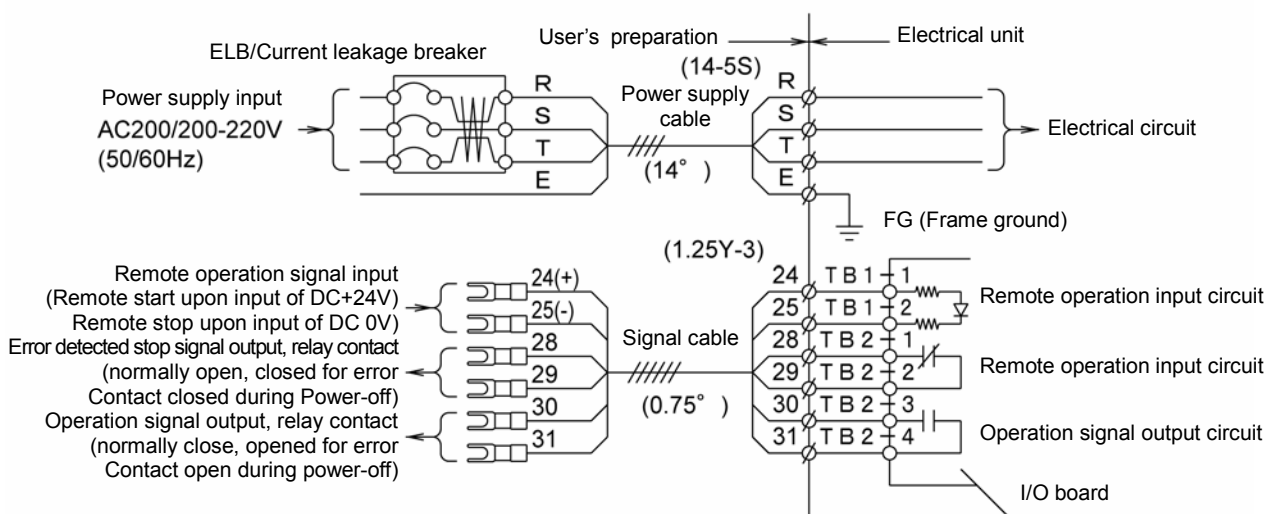 User's preparation
Electrical unit
ELB/Current leakage breaker
(14-5S)
Power supply input
AC200/200-220V
(50/60Hz)
R
S
T
E
Power supply
cable
(14° )
R
S
T
E
Electrical circuit
FG (Frame ground)
(1.25Y-3)
Remote operation signal input
(Remote start upon input of DC+24V)
Remote stop upon input of DC 0V)
Error detected stop signal output, relay contact
(normally open, closed for error
Contact closed during Power-off)
Operation signal output, relay contact
(normally close, opened for error
Contact open during power-off)
24(+)
25(-)
28
29
30
31
Signal cable
(0.75° )
24 TB1-1
25 TB1-2
28 TB2-1
29 TB2-2
30 TB2-3
31 TB2-4
Remote operation input circuit
Remote operation input circuit
Operation signal output circuit
I/O board